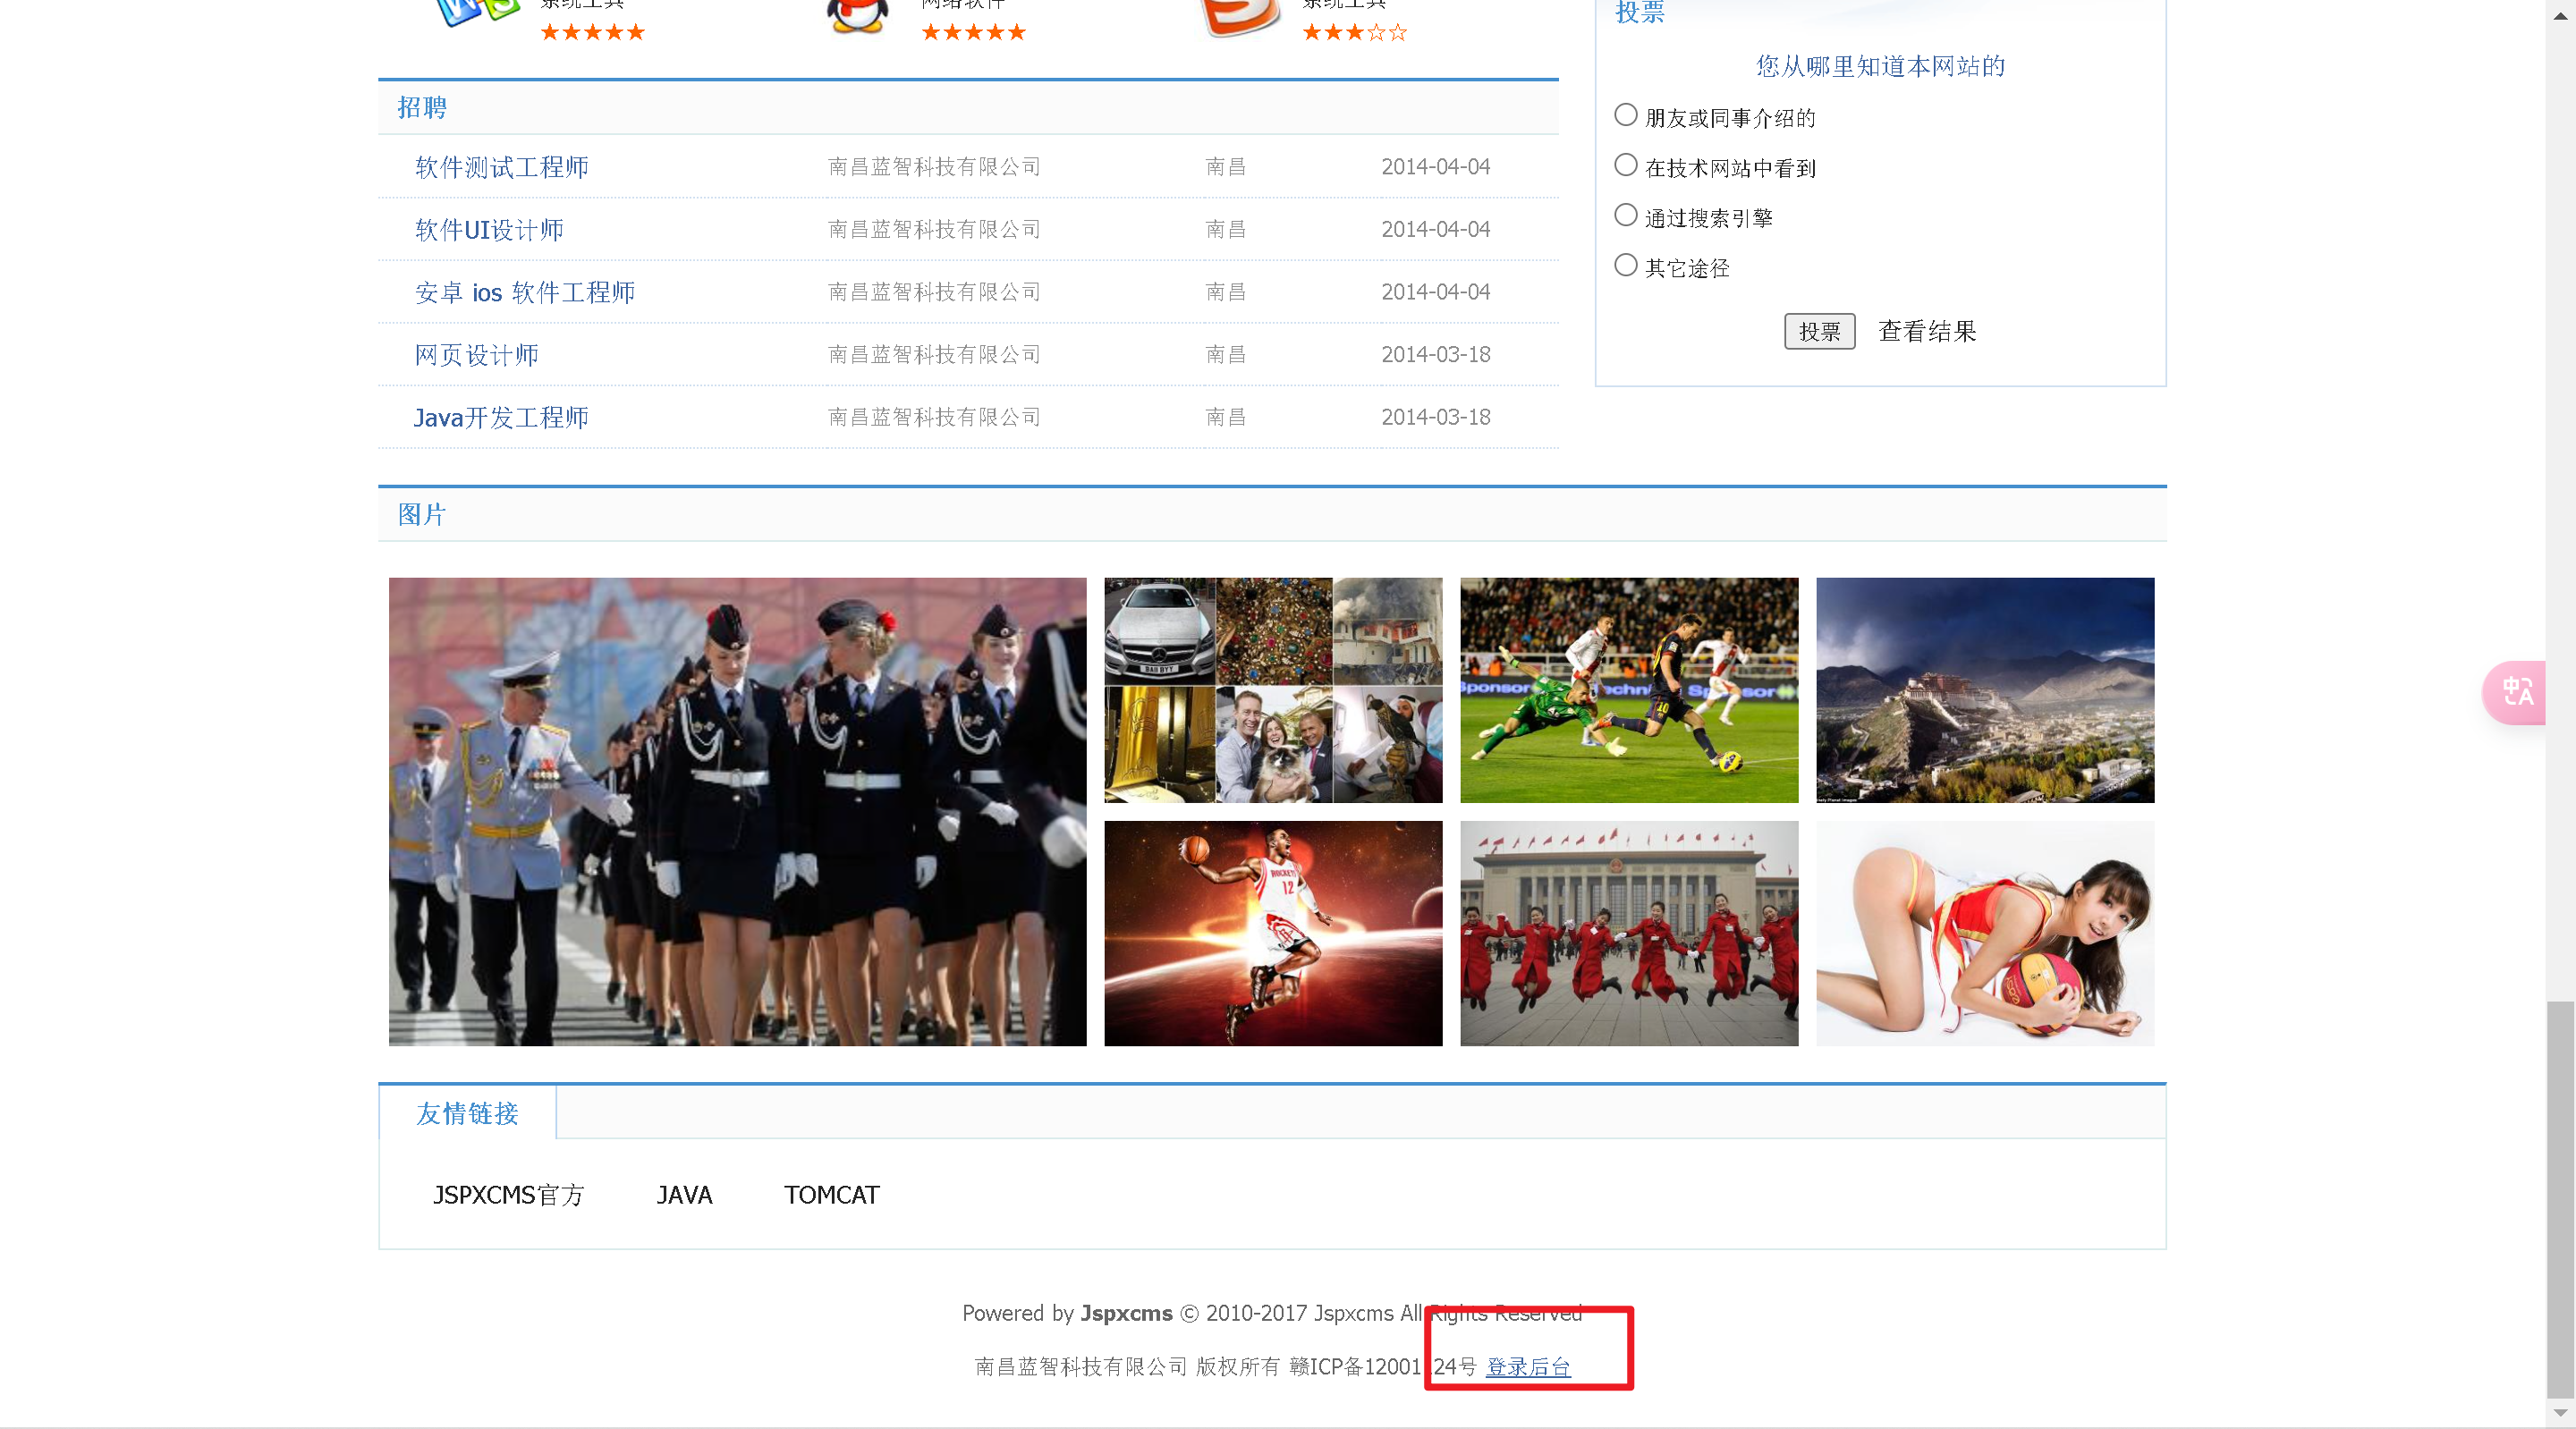 系统工具
网络软件
系统工具
★★★★★
★★★★★
★★★☆☆
投票
您从哪里知道本网站的
朋友或同事介绍的
在技术网站中看到
通过搜索引擎
其它途径
投票 查看结果
招聘
软件测试工程师 南昌蓝智科技有限公司 南昌 2014-04-04
软件UI设计师 南昌蓝智科技有限公司 南昌 2014-04-04
安卓 ios 软件工程师 南昌蓝智科技有限公司 南昌 2014-04-04
网页设计师 南昌蓝智科技有限公司 南昌 2014-03-18
Java开发工程师 南昌蓝智科技有限公司 南昌 2014-03-18
图片
ROCKETS
12
10
友情链接
JSPXCMS官方 JAVA TOMCAT
Powered by Jspxcms © 2010-2017 Jspxcms All Rights Reserved
南昌蓝智科技有限公司 版权所有 赣ICP备12001124号 登录后台